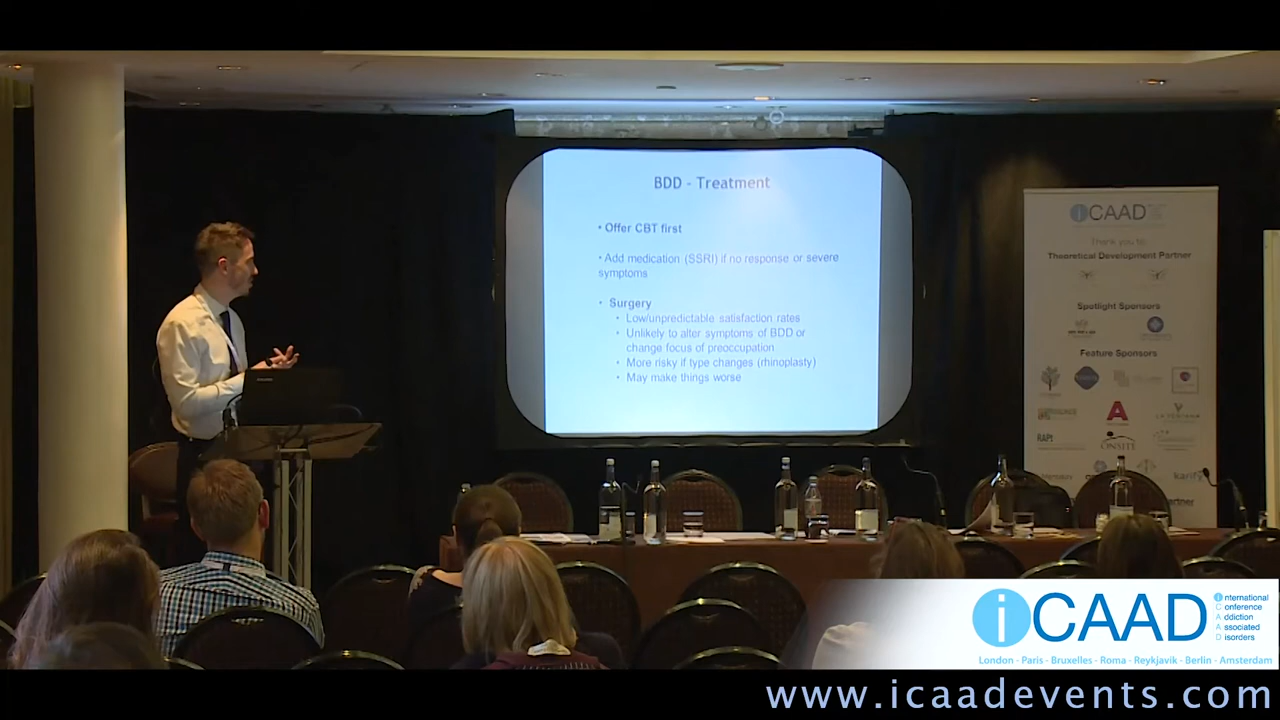 BDD - Treatment
• Offer CBT first
• Add medication (SSRI) if no response or severe
symptoms
• Surgery
• Low/unpredictable satisfaction rates
• Unlikely to alter symptoms of BDD or
change focus of preoccupation
• More risky if type changes (rhinoplasty)
• May make things worse
iCAAD
Thank you to:
Theoretical Development Partner
Spotlight Sponsors
Feature Sponsors
A
RAPI
ONSITE
karify
iCAAD
international
Conference
Addiction
Associated
Disorders
London - Paris - Bruxelles - Roma - Reykjavik - Berlin - Amsterdam
www.icaadevents.com